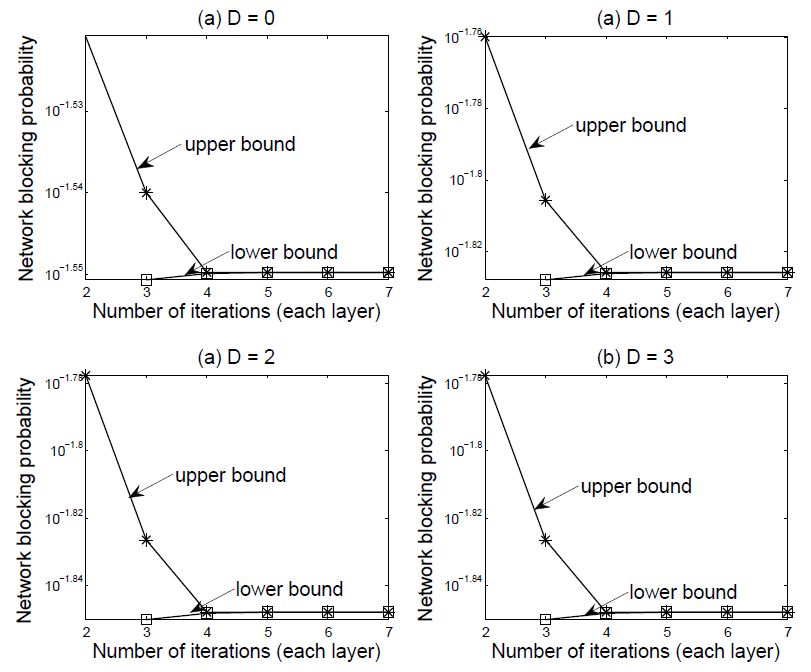 (a) D = 0
Network blocking probability
10^-1.53
10^-1.54
10^-1.55
upper bound
lower bound
2 3 4 5 6 7
Number of iterations (each layer)
(a) D = 1
Network blocking probability
10^-1.76
10^-1.78
10^-1.8
10^-1.82
upper bound
lower bound
2 3 4 5 6 7
Number of iterations (each layer)
(a) D = 2
Network blocking probability
10^-1.78
10^-1.8
10^-1.82
10^-1.84
upper bound
lower bound
2 3 4 5 6 7
Number of iterations (each layer)
(b) D = 3
Network blocking probability
10^-1.78
10^-1.8
10^-1.82
10^-1.84
upper bound
lower bound
2 3 4 5 6 7
Number of iterations (each layer)